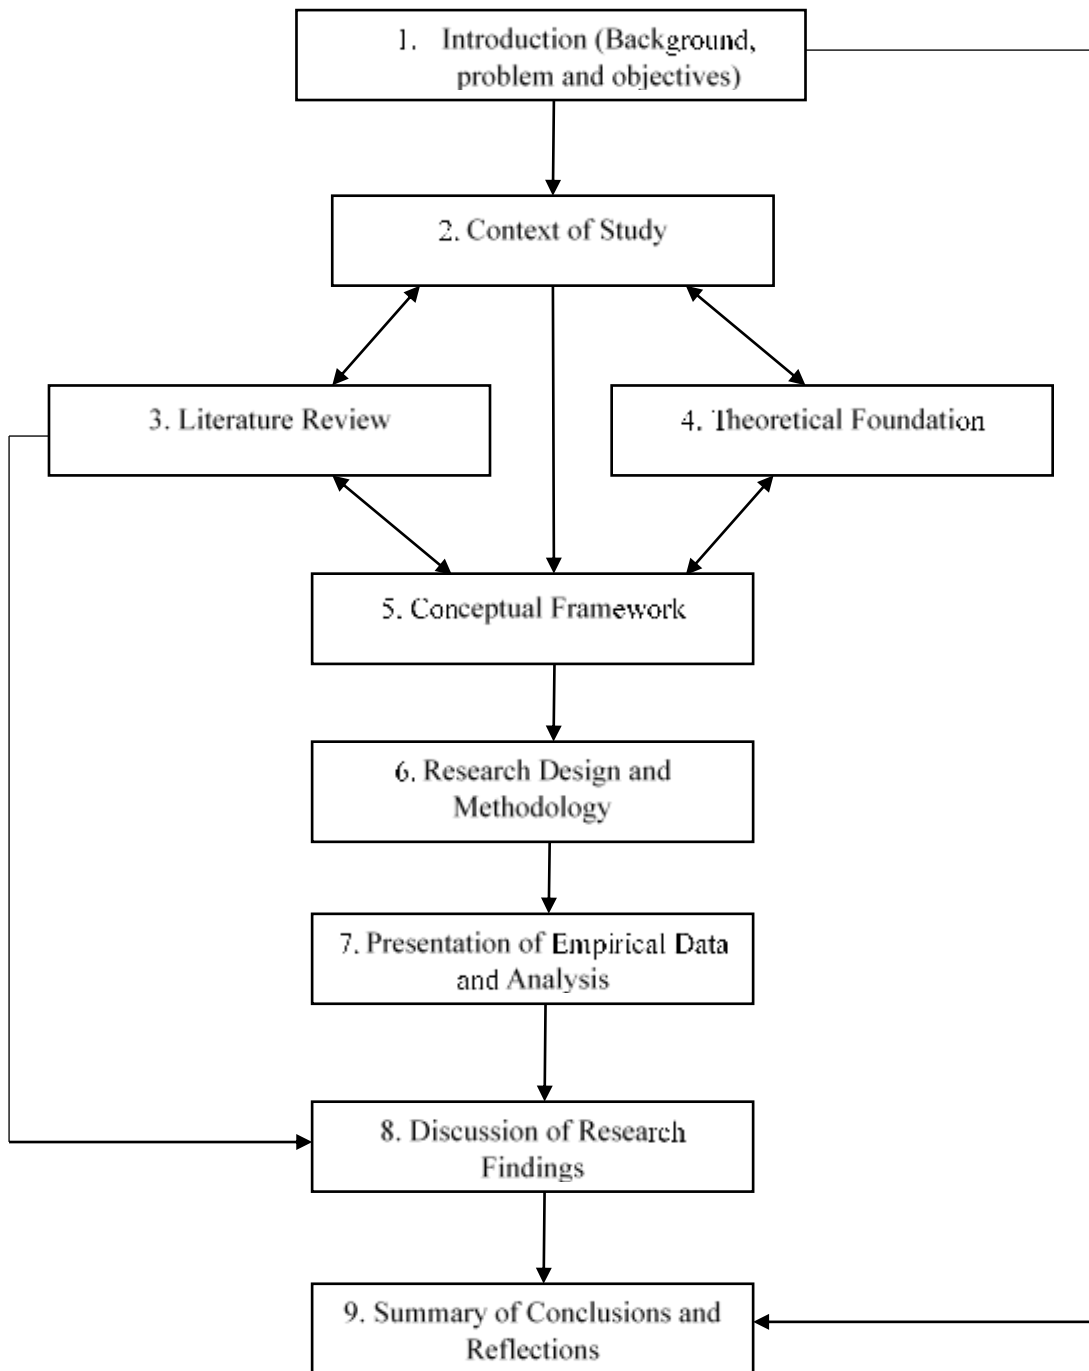 1. Introduction (Background,
problem and objectives)
2. Context of Study
3. Literature Review
4. Theoretical Foundation
5. Conceptual Framework
6. Research Design and
Methodology
7. Presentation of Empirical Data
and Analysis
8. Discussion of Research
Findings
9. Summary of Conclusions and
Reflections